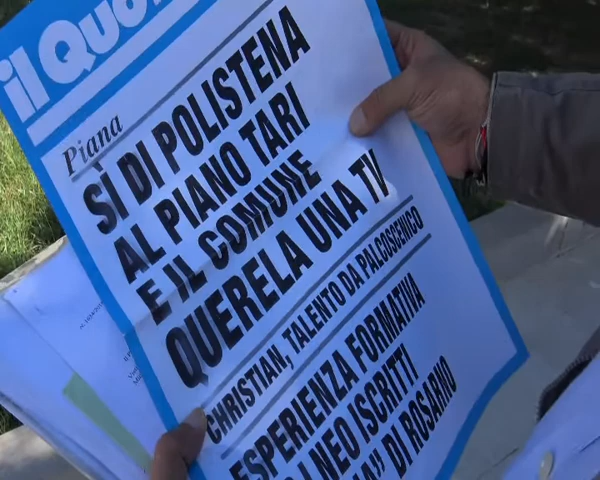 il Quo
Piana
SÌ DI POLISTENA
AL PIANO TARI
E IL COMUNE
QUERELA UNA TV
CHRISTIAN, TALENTO DA PALCOSCENICO
ESPERIENZA FORMATIVA
I NEO ISCRITTI
" DI ROSARNO